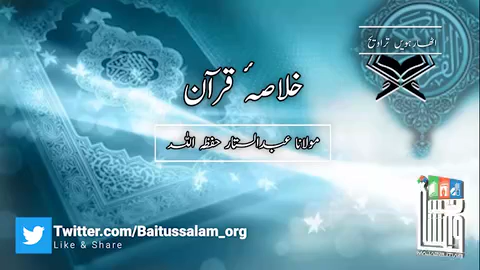 اٹھارہویں تراویح
خلاصۂ قرآن
مولانا عبدالستار حفظہ اللہ
Twitter.com/Baitussalam_org
Like & Share